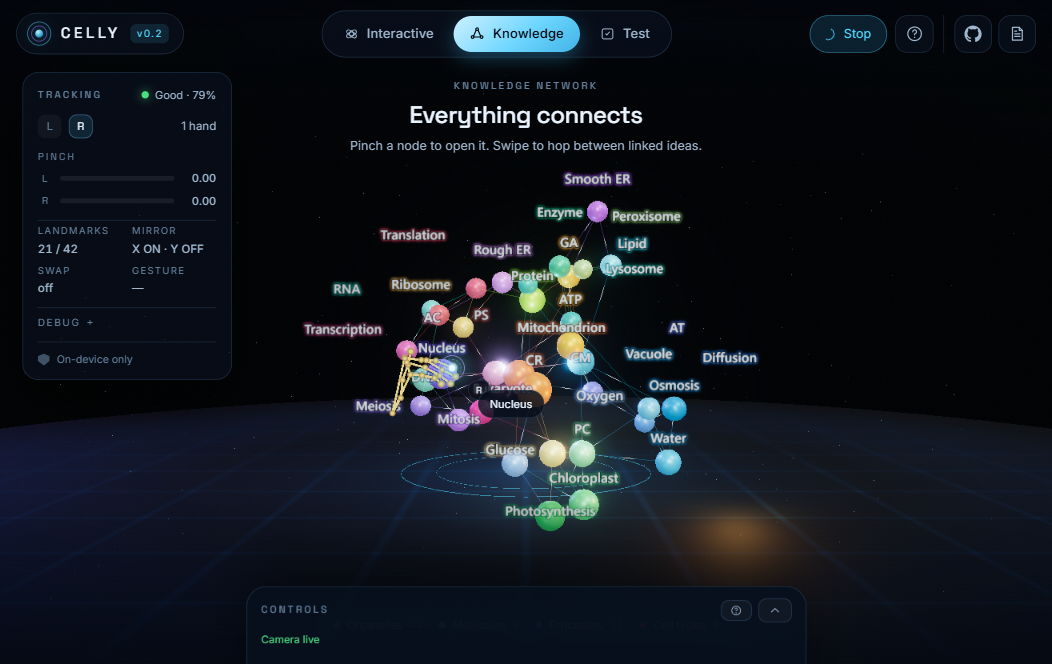 CELLY v0.2
Interactive
Knowledge
Test
Stop
TRACKING
Good · 79%
L R 1 hand
PINCH
L 0.00
R 0.00
LANDMARKS MIRROR
21 / 42 X ON · Y OFF
SWAP GESTURE
off —
DEBUG +
On-device only
KNOWLEDGE NETWORK
Everything connects
Pinch a node to open it. Swipe to hop between linked ideas.
Smooth ER
Enzyme
Peroxisome
Translation
Rough ER
GA
Lipid
Protein
Lysosome
Ribosome
RNA
ATP
AC
PS
Transcription
Mitochondrion
AT
Nucleus
CR
CM
Vacuole
Diffusion
R
Osmosis
Oxygen
Meiosis
Nucleus
Mitosis
PC
Water
Glucose
Chloroplast
Photosynthesis
CONTROLS
Camera live